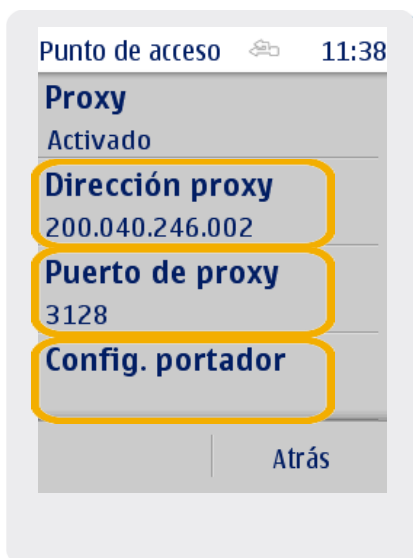 Punto de acceso 11:38
Proxy
Activado
Dirección proxy
200.040.246.002
Puerto de proxy
3128
Config. portador
Atrás